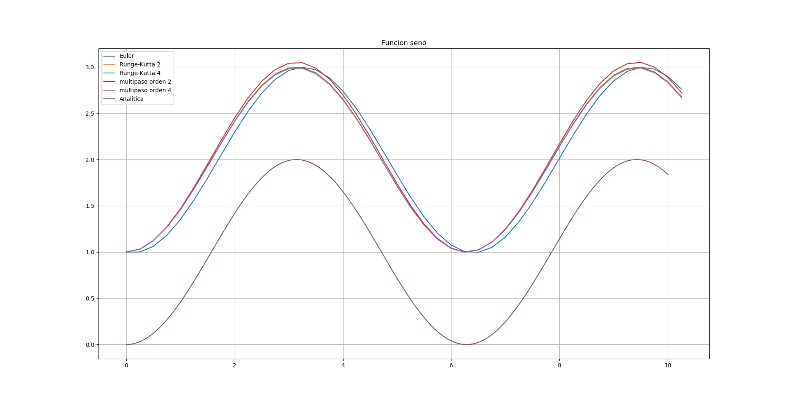 Funcion seno
Euler
Runge-Kutta 2
Runge-Kutta 4
multipaso orden 2
multipaso orden 4
Analitica
3.0
2.5
2.0
1.5
1.0
0.5
0.0
0 2 4 6 8 10